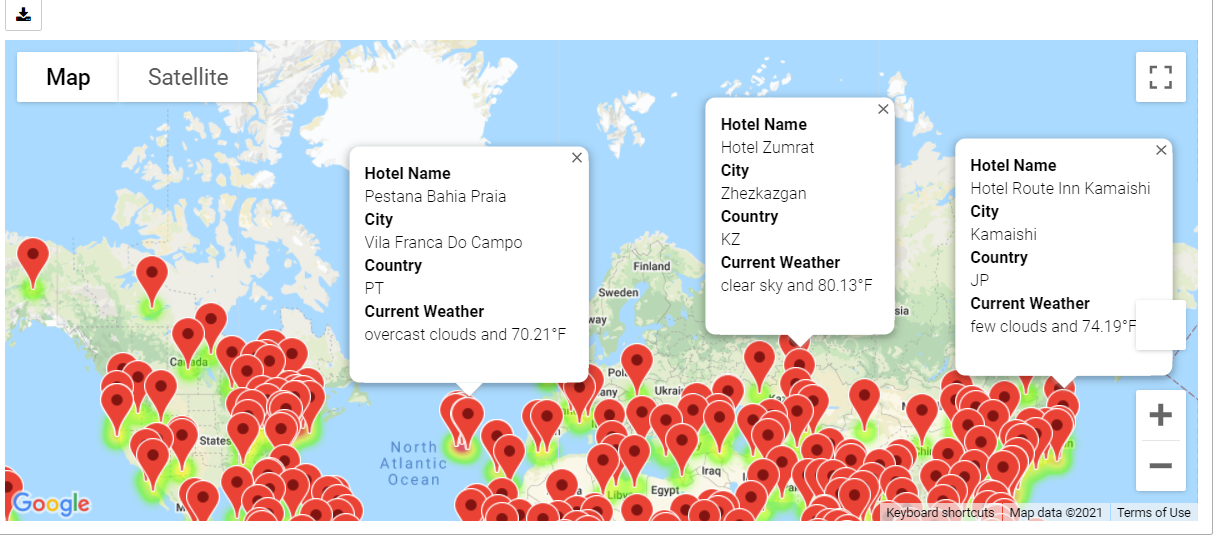 Map
Satellite
Hotel Name
Pestana Bahia Praia
City
Vila Franca Do Campo
Country
PT
Current Weather
overcast clouds and 70.21°F
Hotel Name
Hotel Zumrat
City
Zhezkazgan
Country
KZ
Current Weather
clear sky and 80.13°F
Hotel Name
Hotel Route Inn Kamaishi
City
Kamaishi
Country
JP
Current Weather
few clouds and 74.19°F
Finland
Sweden
Canada
Ukrai
States
North
Atlantic
Ocean
Iraq
Egypt
Google
Keyboard shortcuts
Map data ©2021
Terms of Use